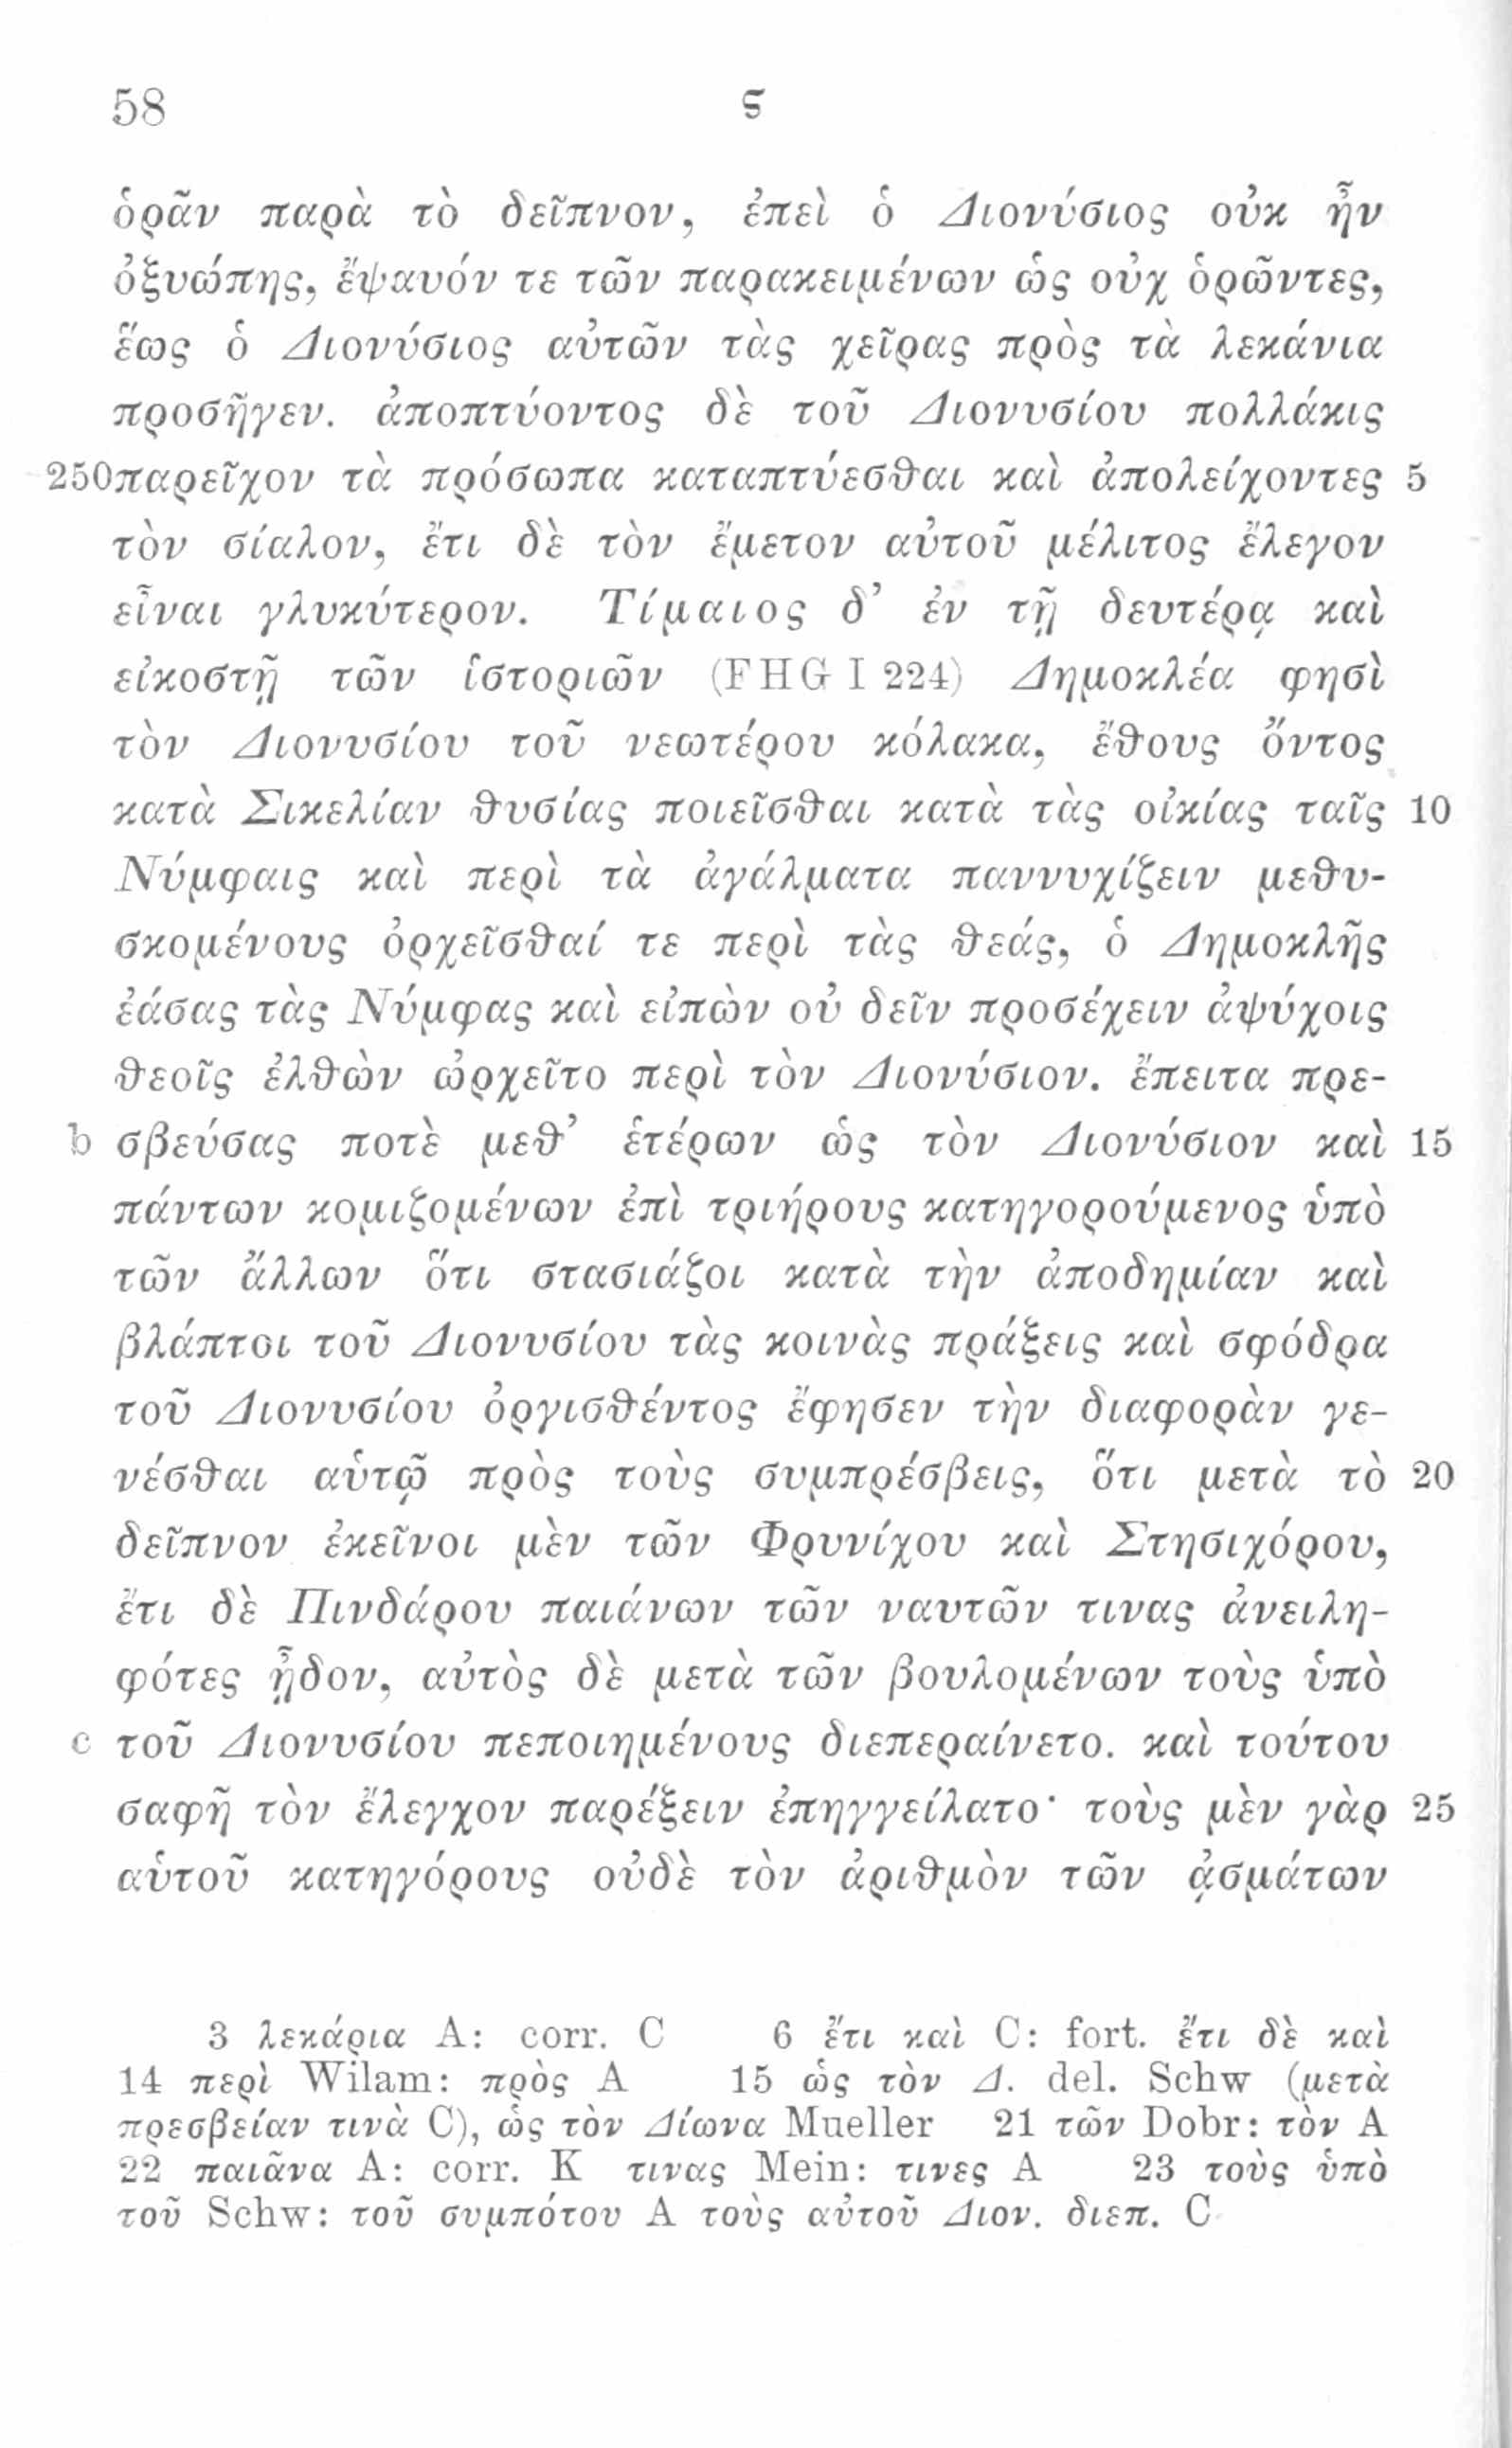 58 ϛ
ὁρᾶν παρὰ τὸ δεῖπνον, ἐπεὶ ὁ Διονύσιος οὐκ ἦν
ὀξυώπης, ἔψαυόν τε τῶν παρακειμένων ὡς οὐχ ὁρῶντες,
ἕως ὁ Διονύσιος αὐτῶν τὰς χεῖρας πρὸς τὰ λεκάνια
προσῆγεν. ἀποπτύοντος δὲ τοῦ Διονυσίου πολλάκις
250 παρεῖχον τὰ πρόσωπα καταπτύεσθαι καὶ ἀπολείχοντες 5
τὸν σίαλον, ἔτι δὲ τὸν ἔμετον αὐτοῦ μέλιτος ἔλεγον
εἶναι γλυκύτερον. Τίμαιος δ’ ἐν τῇ δευτέρᾳ καὶ
εἰκοστῇ τῶν ἱστοριῶν (FHG I 224) Δημοκλέα φησὶ
τὸν Διονυσίου τοῦ νεωτέρου κόλακα, ἔθους ὄντος
κατὰ Σικελίαν θυσίας ποιεῖσθαι κατὰ τὰς οἰκίας ταῖς 10
Νύμφαις καὶ περὶ τὰ ἀγάλματα παννυχίζειν μεθυ-
σκομένους ὀρχεῖσθαί τε περὶ τὰς θεάς, ὁ Δημοκλῆς
ἐάσας τὰς Νύμφας καὶ εἰπὼν οὐ δεῖν προσέχειν ἀψύχοις
θεοῖς ἐλθὼν ὠρχεῖτο περὶ τὸν Διονύσιον. ἔπειτα πρε-
b σβεύσας ποτὲ μεθ’ ἑτέρων ὡς τὸν Διονύσιον καὶ 15
πάντων κομιζομένων ἐπὶ τριήρους κατηγορούμενος ὑπὸ
τῶν ἄλλων ὅτι στασιάζοι κατὰ τὴν ἀποδημίαν καὶ
βλάπτοι τοῦ Διονυσίου τὰς κοινὰς πράξεις καὶ σφόδρα
τοῦ Διονυσίου ὀργισθέντος ἔφησεν τὴν διαφορὰν γε-
νέσθαι αὑτῷ πρὸς τοὺς συμπρέσβεις, ὅτι μετὰ τὸ 20
δεῖπνον ἐκεῖνοι μὲν τῶν Φρυνίχου καὶ Στησιχόρου,
ἔτι δὲ Πινδάρου παιάνων τῶν ναυτῶν τινας ἀνειλη-
φότες ᾖδον, αὐτὸς δὲ μετὰ τῶν βουλομένων τοὺς ὑπὸ
c τοῦ Διονυσίου πεποιημένους διεπεραίνετο. καὶ τούτου
σαφῆ τὸν ἔλεγχον παρέξειν ἐπηγγείλατο· τοὺς μὲν γὰρ 25
αὑτοῦ κατηγόρους οὐδὲ τὸν ἀριθμὸν τῶν ᾀσμάτων
3 λεκάρια A: corr. C 6 ἔτι καὶ C: fort. ἔτι δὲ καὶ
14 περὶ Wilam: πρὸς A 15 ὡς τὸν Δ. del. Schw (μετὰ
πρεσβείαν τινὰ C), ὡς τὸν Δίωνα Mueller 21 τῶν Dobr: τὸν A
22 παιᾶνα A: corr. K τινας Mein: τινες A 23 τοὺς ὑπὸ
τοῦ Schw: τοῦ συμπότου A τοὺς αὐτοῦ Διον. διεπ. C